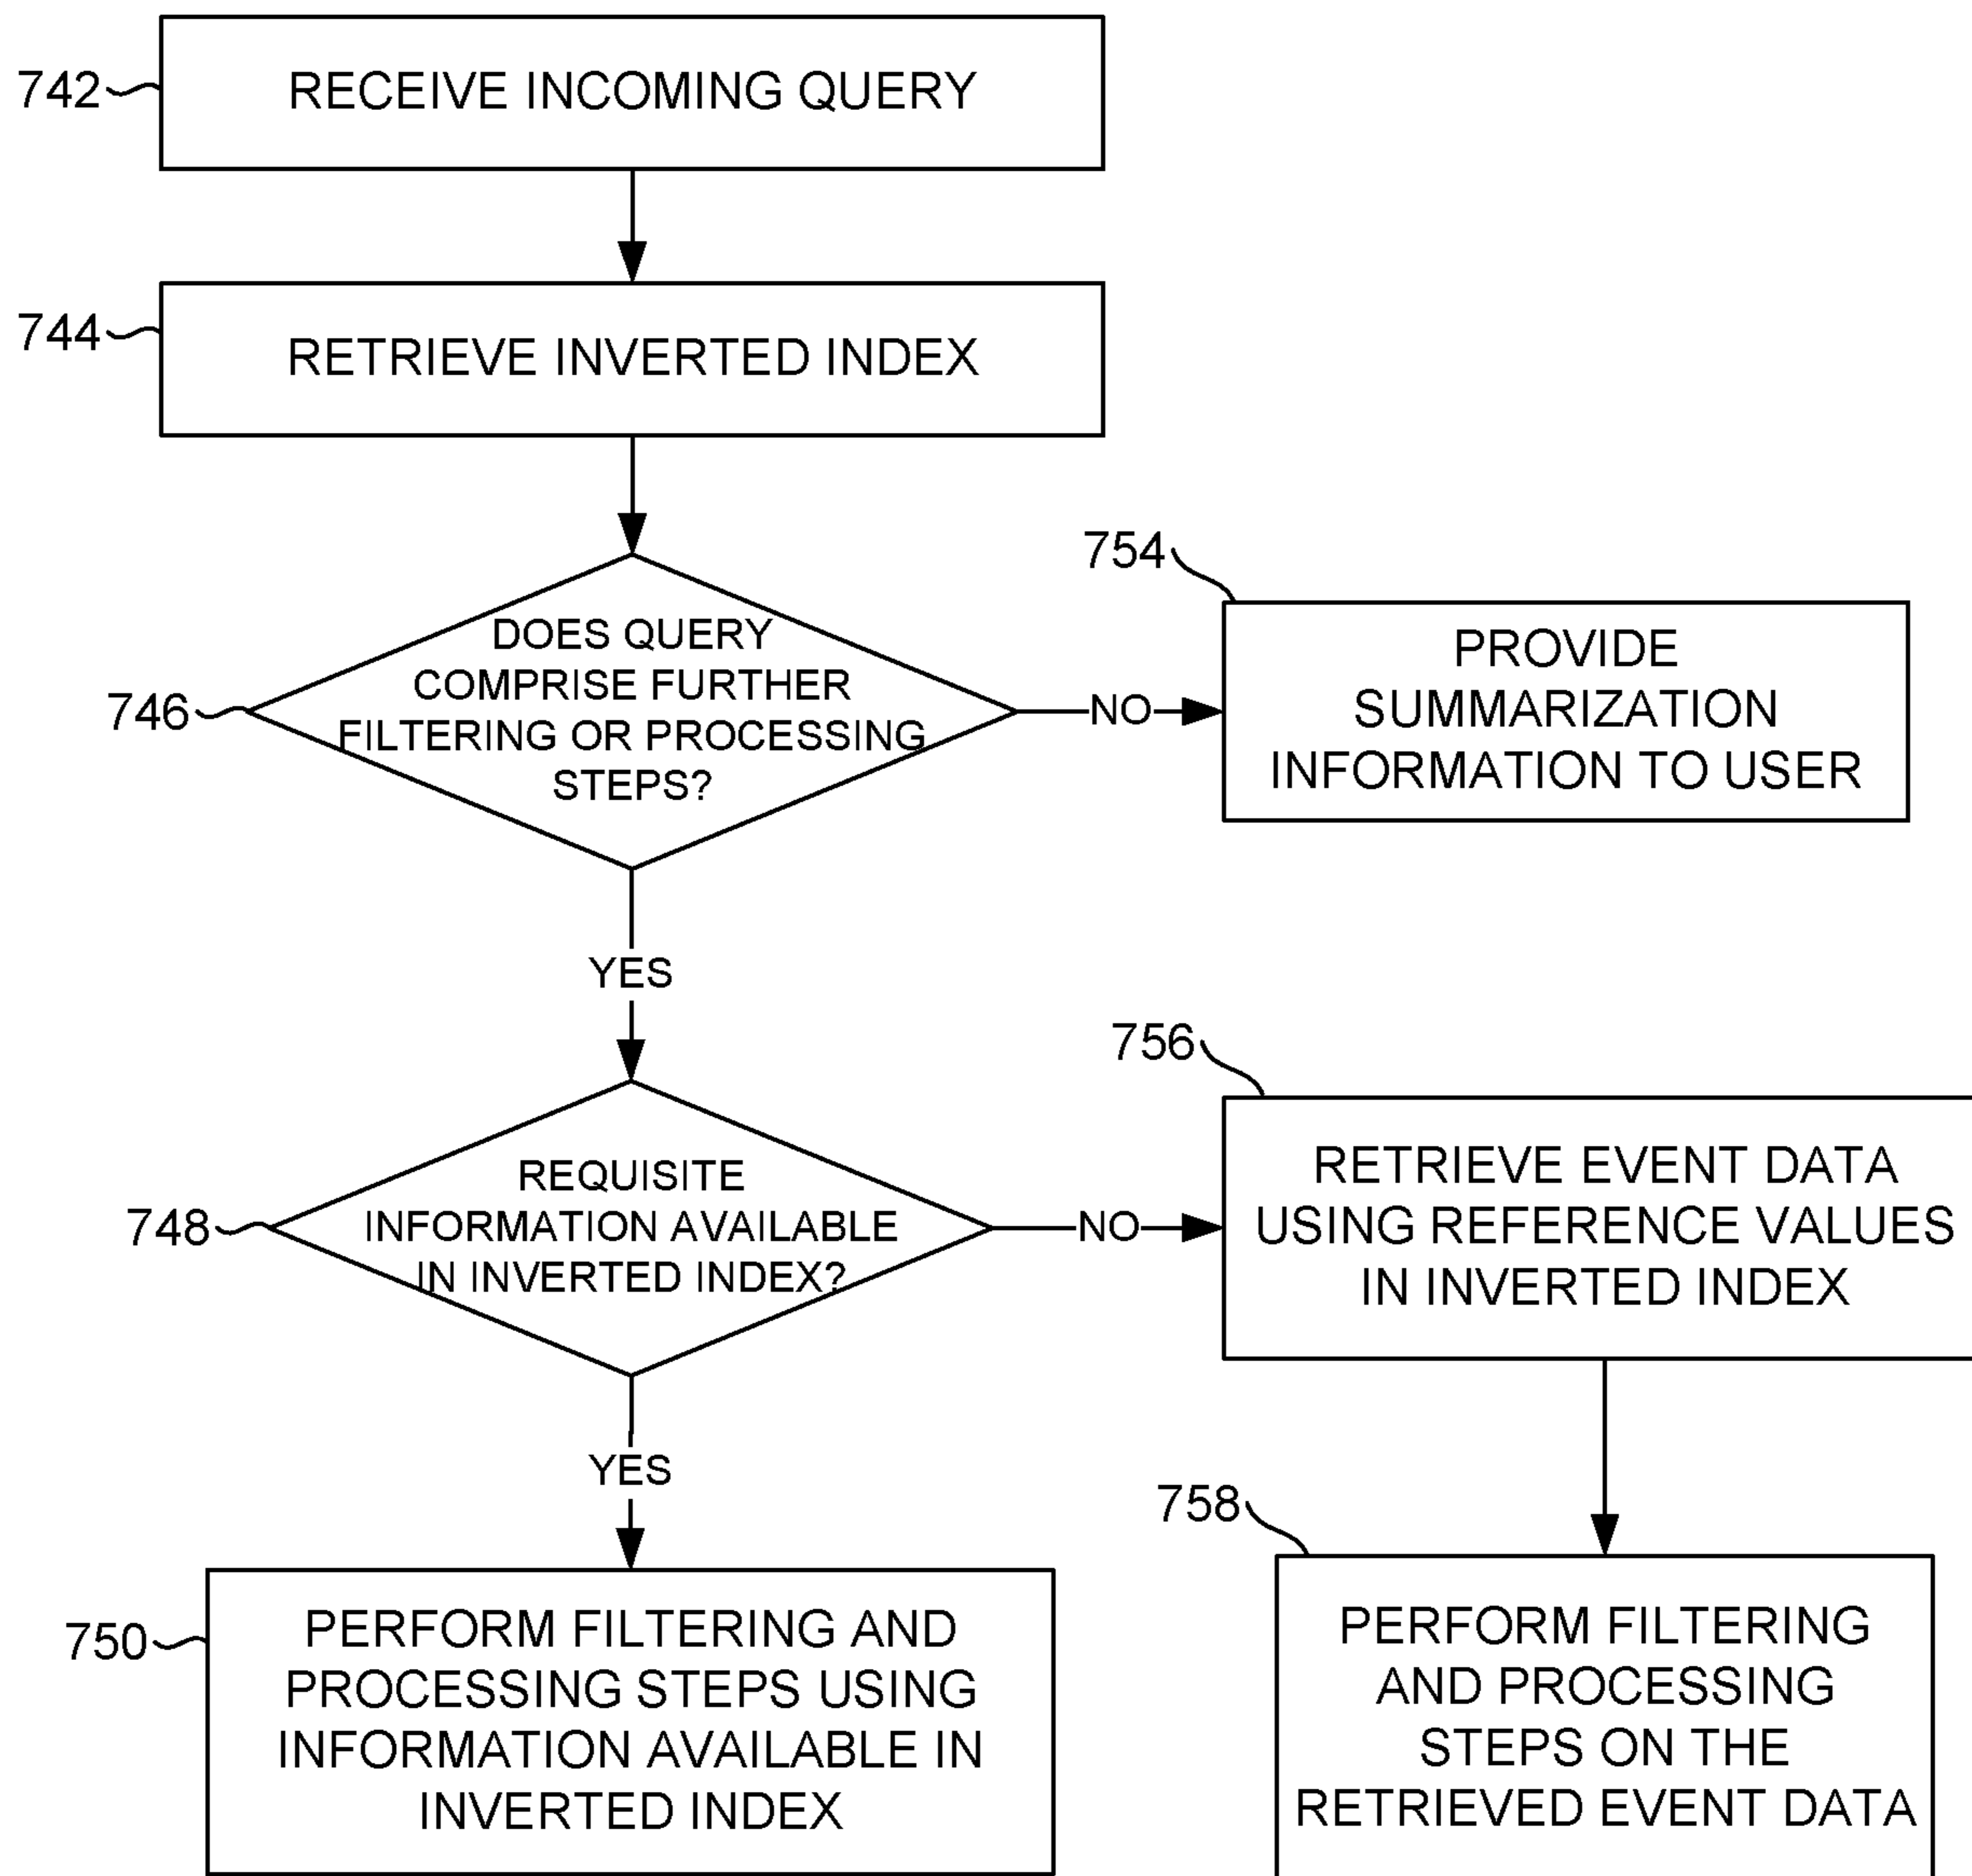 742
RECEIVE INCOMING QUERY
744
RETRIEVE INVERTED INDEX
746
DOES QUERY
COMPRISE FURTHER
FILTERING OR PROCESSING
STEPS?
NO
754
PROVIDE
SUMMARIZATION
INFORMATION TO USER
YES
748
REQUISITE
INFORMATION AVAILABLE
IN INVERTED INDEX?
NO
756
RETRIEVE EVENT DATA
USING REFERENCE VALUES
IN INVERTED INDEX
YES
750
PERFORM FILTERING AND
PROCESSING STEPS USING
INFORMATION AVAILABLE IN
INVERTED INDEX
758
PERFORM FILTERING
AND PROCESSING
STEPS ON THE
RETRIEVED EVENT DATA